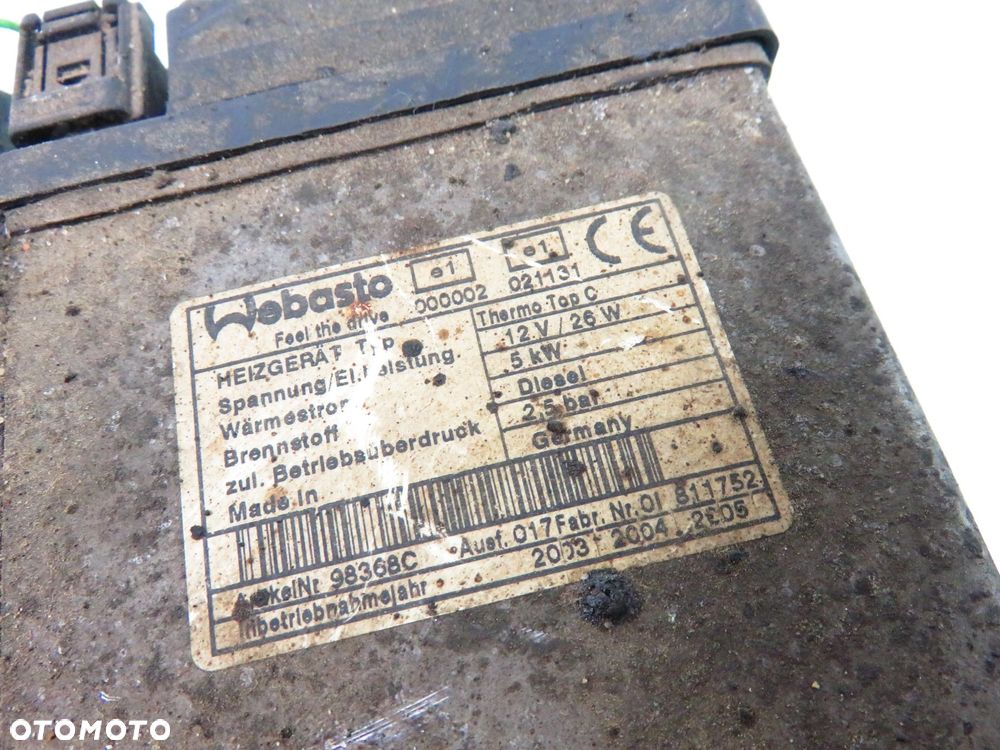 Webasto
Feel the drive
e1
000002
e1
021131
CE
HEIZGERÄT Typ
Thermo Top C
Spannung/El.Leistung
12 V / 26 W
Wärmestrom
5 kW
Brennstoff
Diesel
zul. Betriebsüberdruck
2,5 bar
Made in
Germany
ArtikelNr. 98368C Ausf. 017 Fabr. Nr. 01 811752
Inbetriebnahmejahr 2003 2004 2005
OTOMOTO